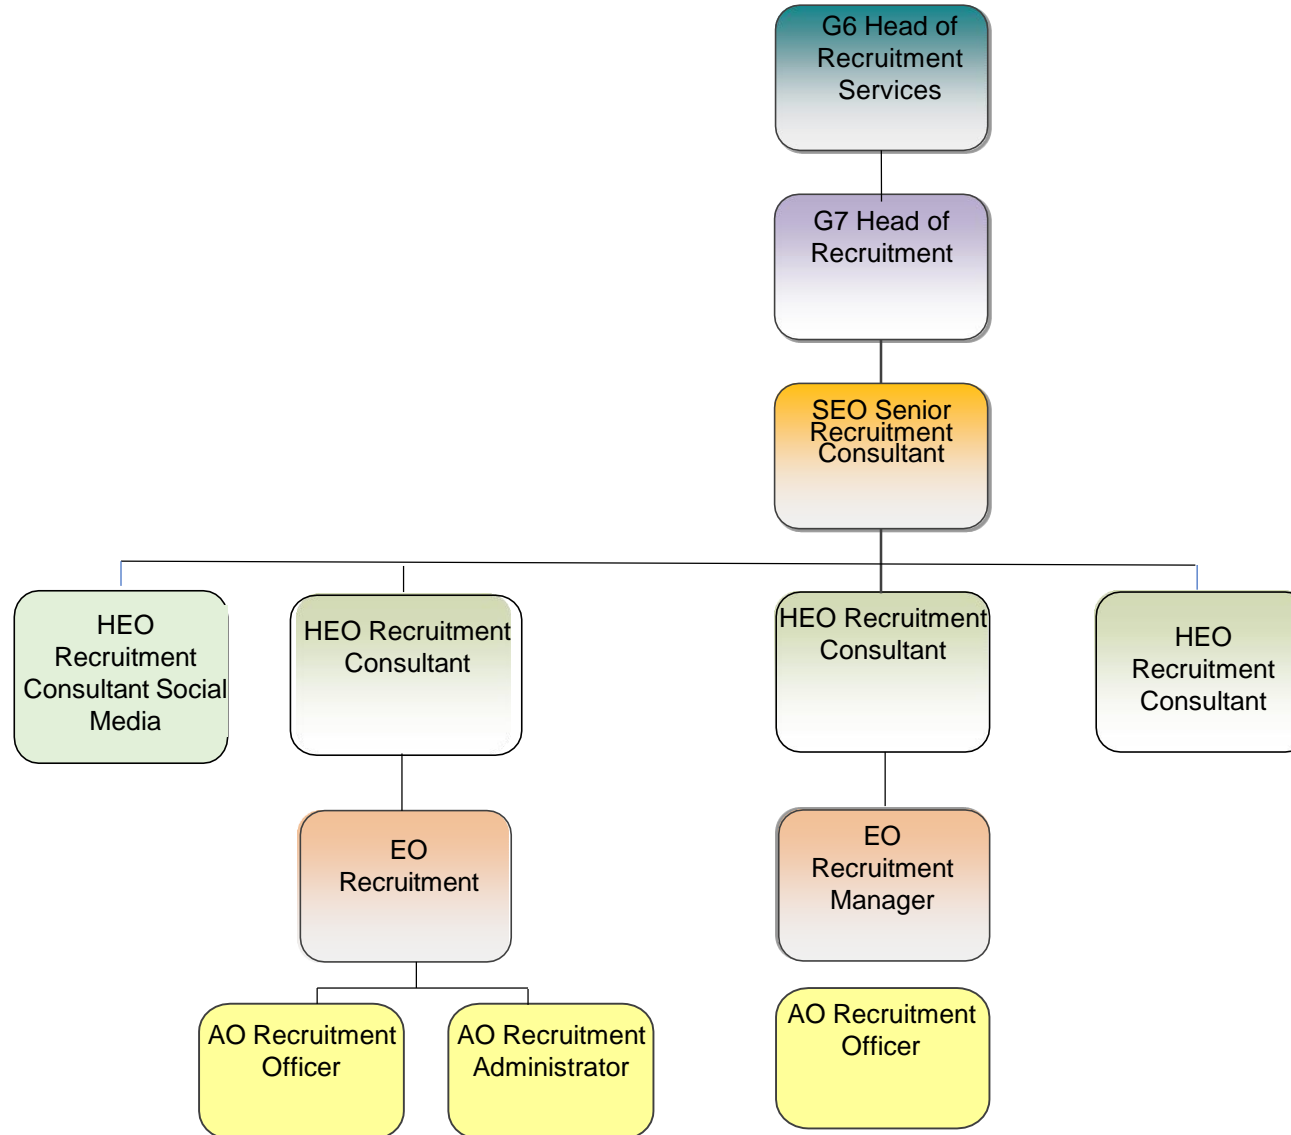 G6 Head of
Recruitment
Services
G7 Head of
Recruitment
SEO Senior
Recruitment
Consultant
HEO
Recruitment
Consultant Social
Media
HEO Recruitment
Consultant
HEO Recruitment
Consultant
HEO
Recruitment
Consultant
EO
Recruitment
EO
Recruitment
Manager
AO Recruitment
Officer
AO Recruitment
Administrator
AO Recruitment
Officer